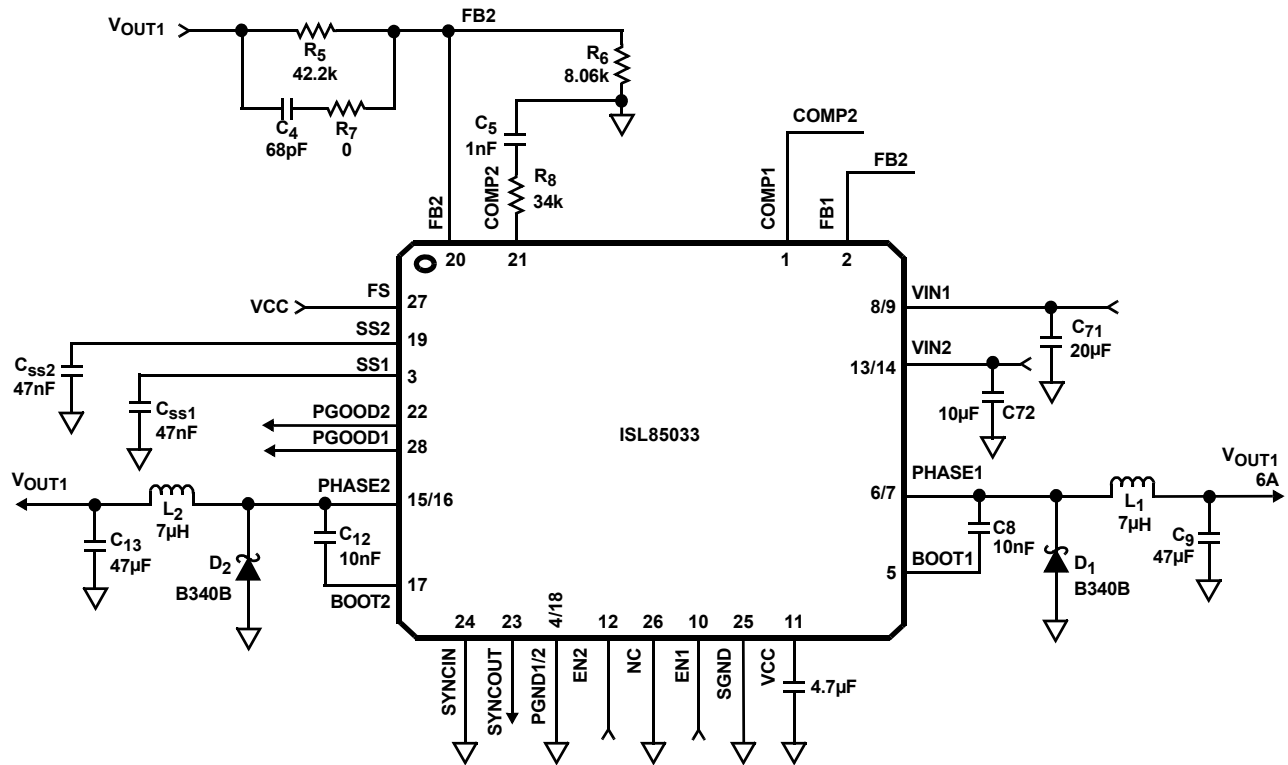 VOUT1
FB2
R5
42.2k
C4
68pF
R7
0
R6
8.06k
C5
1nF
R8
34k
COMP2
FB2
COMP2
FB2
COMP1
FB1
20
21
1
2
VCC
FS
27
SS2
19
Css2
47nF
SS1
3
Css1
47nF
PGOOD2
22
PGOOD1
28
ISL85033
8/9
VIN1
C71
20µF
13/14
VIN2
10µF
C72
VOUT1
L2
7µH
C13
47µF
D2
B340B
PHASE2
15/16
C12
10nF
17
BOOT2
6/7
PHASE1
L1
7µH
VOUT1
6A
C8
10nF
5
BOOT1
D1
B340B
C9
47µF
24
23
4/18
12
26
10
25
11
SYNCIN
SYNCOUT
PGND1/2
EN2
NC
EN1
SGND
VCC
4.7µF